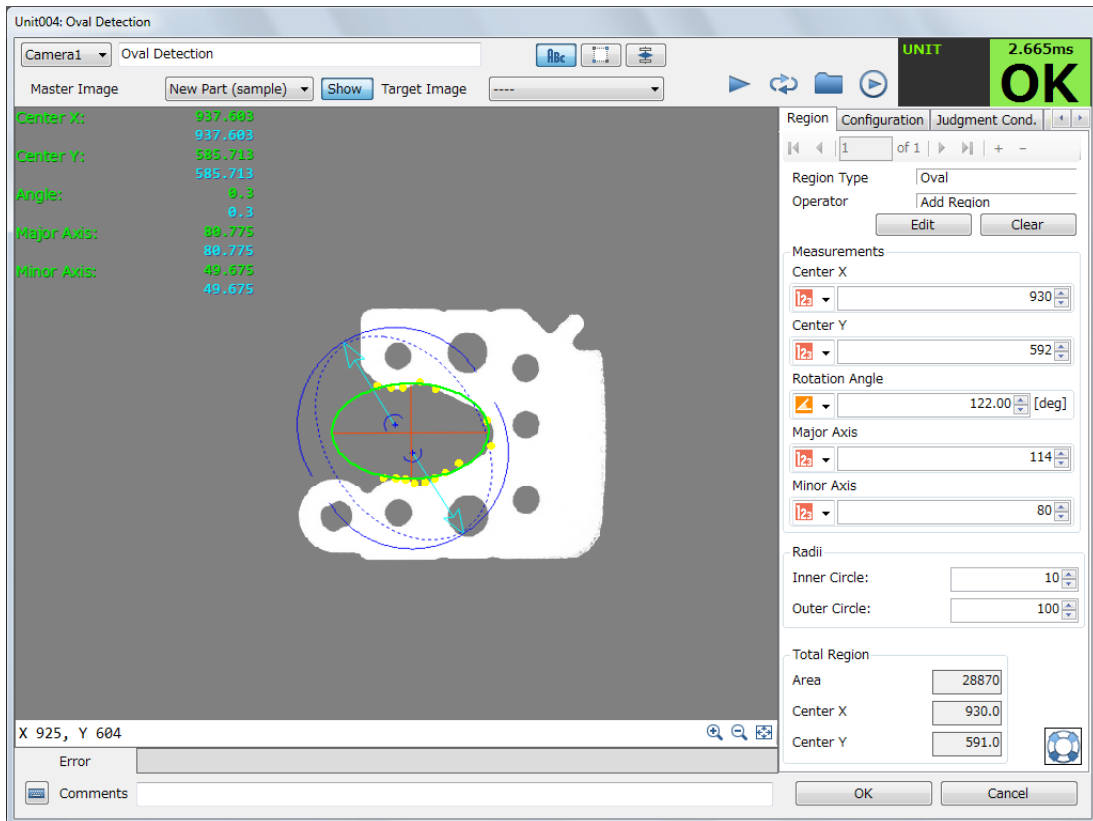 Unit004: Oval Detection
Camera1 Oval Detection ABC
UNIT 2.665ms
OK
Master Image New Part (sample) Show Target Image ----
Center X: 937.603
937.603
Center Y: 585.713
585.713
Angle: 0.3
0.3
Major Axis: 80.775
80.775
Minor Axis: 49.675
49.675
Region Configuration Judgment Cond.
1 of 1 + -
Region Type Oval
Operator Add Region
Edit Clear
Measurements
Center X
123 930
Center Y
123 592
Rotation Angle
122.00 [deg]
Major Axis
123 114
Minor Axis
123 80
Radii
Inner Circle: 10
Outer Circle: 100
Total Region
Area 28870
Center X 930.0
Center Y 591.0
X 925, Y 604
Error
Comments
OK Cancel